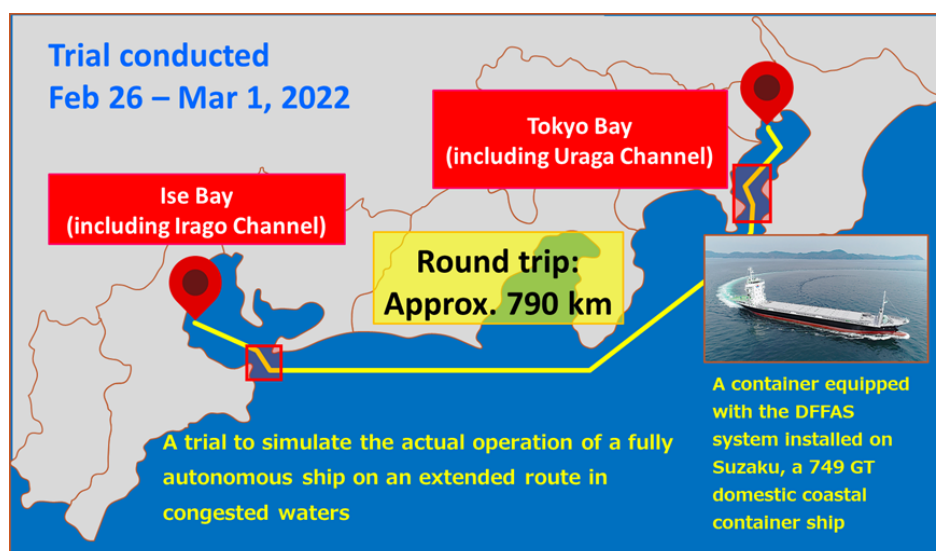 Trial conducted
Feb 26 – Mar 1, 2022
Tokyo Bay
(including Uraga Channel)
Ise Bay
(including Irago Channel)
Round trip:
Approx. 790 km
A container equipped
with the DFFAS
system installed on
Suzaku, a 749 GT
domestic coastal
container ship
A trial to simulate the actual operation of a fully
autonomous ship on an extended route in
congested waters